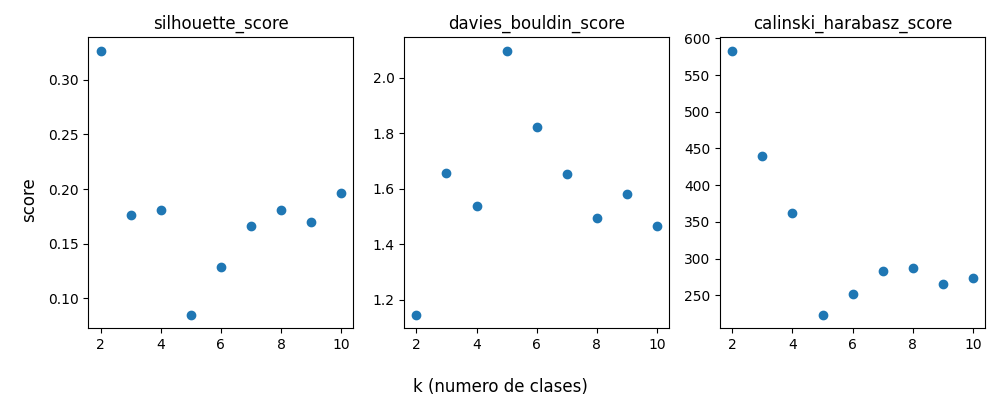 silhouette_score
davies_bouldin_score
calinski_harabasz_score
score
0.30
0.25
0.20
0.15
0.10
2 4 6 8 10
2.0
1.8
1.6
1.4
1.2
2 4 6 8 10
600
550
500
450
400
350
300
250
2 4 6 8 10
k (numero de clases)